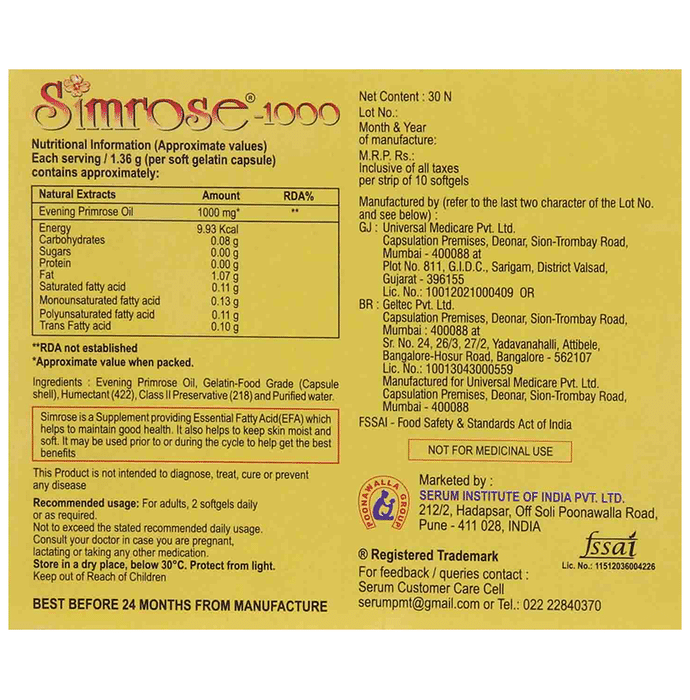 Simrose®-1000
Nutritional Information (Approximate values)
Each serving / 1.36 g (per soft gelatin capsule)
contains approximately:
Natural Extracts Amount RDA%
Evening Primrose Oil 1000 mg* **
Energy 9.93 Kcal
Carbohydrates 0.08 g
Sugars 0.00 g
Protein 0.00 g
Fat 1.07 g
Saturated fatty acid 0.11 g
Monounsaturated fatty acid 0.13 g
Polyunsaturated fatty acid 0.11 g
Trans Fatty acid 0.10 g
**RDA not established
*Approximate value when packed.
Ingredients : Evening Primrose Oil, Gelatin-Food Grade (Capsule
shell), Humectant (422), Class II Preservative (218) and Purified water.
Simrose is a Supplement providing Essential Fatty Acid (EFA) which
helps to maintain good health. It also helps to keep skin moist and
soft. It may be used prior to or during the cycle to help get the best
benefits
This Product is not intended to diagnose, treat, cure or prevent
any disease
Recommended usage: For adults, 2 softgels daily
or as required.
Not to exceed the stated recommended daily usage.
Consult your doctor in case you are pregnant,
lactating or taking any other medication.
Store in a dry place, below 30°C. Protect from light.
Keep out of Reach of Children
BEST BEFORE 24 MONTHS FROM MANUFACTURE
Net Content : 30 N
Lot No.:
Month & Year
of manufacture:
M.R.P. Rs.:
Inclusive of all taxes
per strip of 10 softgels
Manufactured by (refer to the last two character of the Lot No.
and see below) :
GJ : Universal Medicare Pvt. Ltd.
Capsulation Premises, Deonar, Sion-Trombay Road,
Mumbai - 400088 at
Plot No. 811, G.I.D.C., Sarigam, District Valsad,
Gujarat - 396155
Lic. No.: 10012021000409 OR
BR : Geltec Pvt. Ltd.
Capsulation Premises, Deonar, Sion-Trombay Road,
Mumbai : 400088 at
Sr. No. 24, 26/3, 27/2, Yadavanahalli, Attibele,
Bangalore-Hosur Road, Bangalore - 562107
Lic. No.: 10013043000559
Manufactured for Universal Medicare Pvt. Ltd.
Capsulation Premises, Deonar, Sion-Trombay Road,
Mumbai - 400088
FSSAI - Food Safety & Standards Act of India
NOT FOR MEDICINAL USE
POONAWALLA GROUP
Marketed by :
SERUM INSTITUTE OF INDIA PVT. LTD.
212/2, Hadapsar, Off Soli Poonawalla Road,
Pune - 411 028, INDIA
fssai
Lic. No.: 11512036004226
® Registered Trademark
For feedback / queries contact :
Serum Customer Care Cell
serumpmt@gmail.com or Tel.: 022 22840370